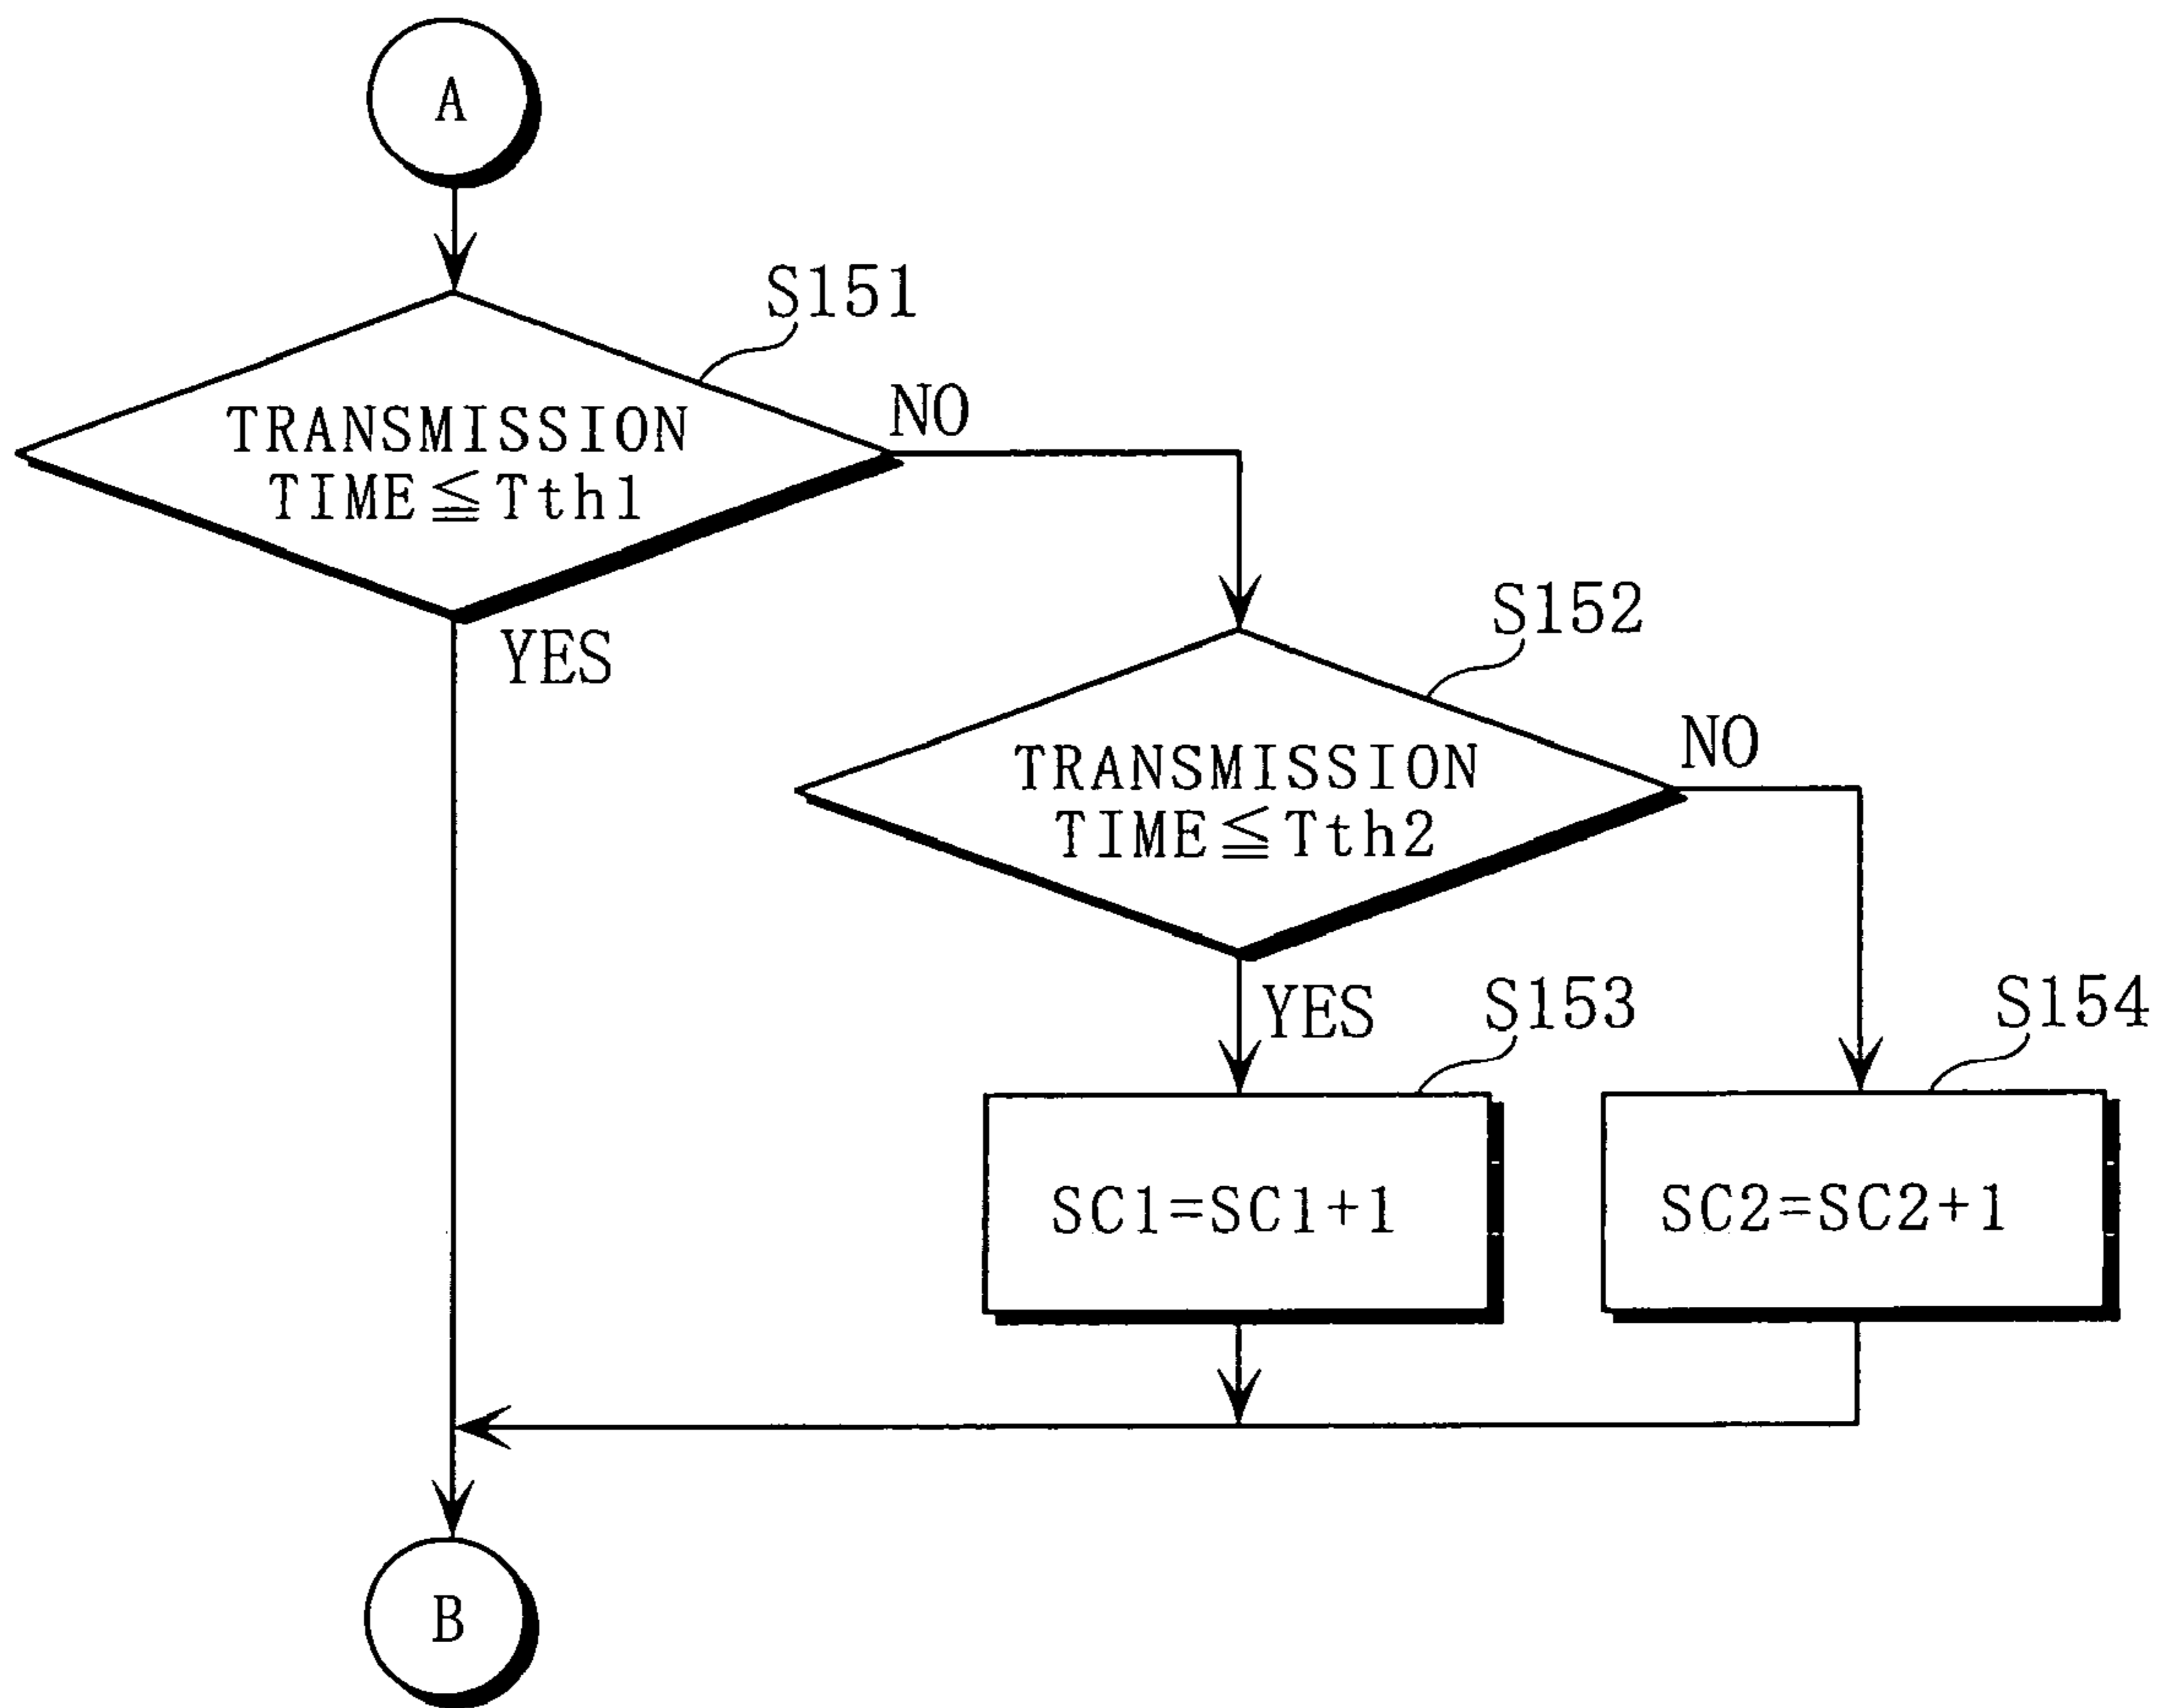 A
S151
NO
TRANSMISSION
TIME≦Tth1
YES
S152
NO
TRANSMISSION
TIME≦Tth2
YES
S153
S154
SC1=SC1+1
SC2=SC2+1
B